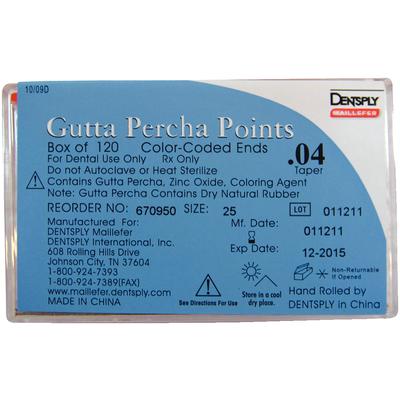 10/09D
DENTSPLY
MAILLEFER
Gutta Percha Points
Box of 120 Color-Coded Ends
For Dental Use Only Rx Only
Do not Autoclave or Heat Sterilize
.04
Taper
Contains Gutta Percha, Zinc Oxide, Coloring Agent
Note: Gutta Percha Contains Dry Natural Rubber
REORDER NO: 670950 SIZE: 25
LOT 011211
Manufactured For:
DENTSPLY Maillefer
DENTSPLY International, Inc.
608 Rolling Hills Drive
Johnson City, TN 37604
1-800-924-7393
1-800-924-7389(FAX)
www.maillefer.dentsply.com
MADE IN CHINA
Mf. Date: 011211
Exp Date: 12-2015
See Directions For Use
Store in a cool
dry place.
Non-Returnable
If Opened
Hand Rolled by
DENTSPLY in China